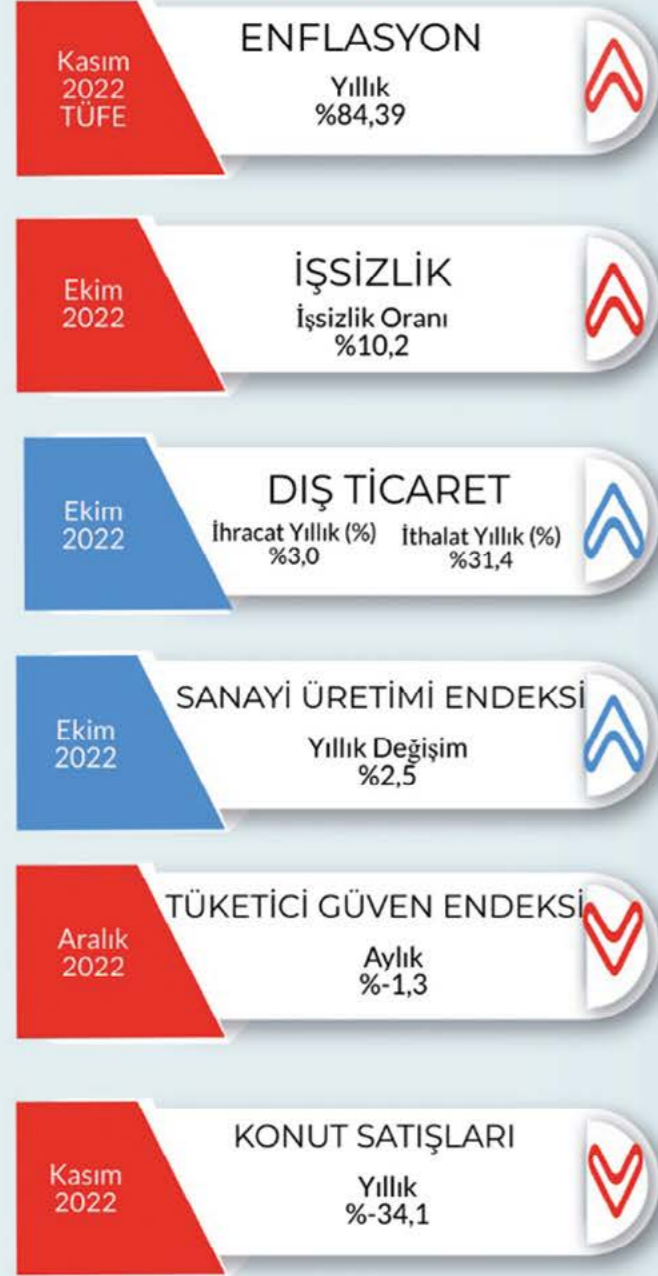 Kasım
2022
TÜFE
ENFLASYON
Yıllık
%84,39
Ekim
2022
İŞSİZLİK
İşsizlik Oranı
%10,2
Ekim
2022
DIŞ TİCARET
İhracat Yıllık (%)
%3,0
İthalat Yıllık (%)
%31,4
Ekim
2022
SANAYİ ÜRETİMİ ENDEKSİ
Yıllık Değişim
%2,5
Aralık
2022
TÜKETİCİ GÜVEN ENDEKSİ
Aylık
%-1,3
Kasım
2022
KONUT SATIŞLARI
Yıllık
%-34,1